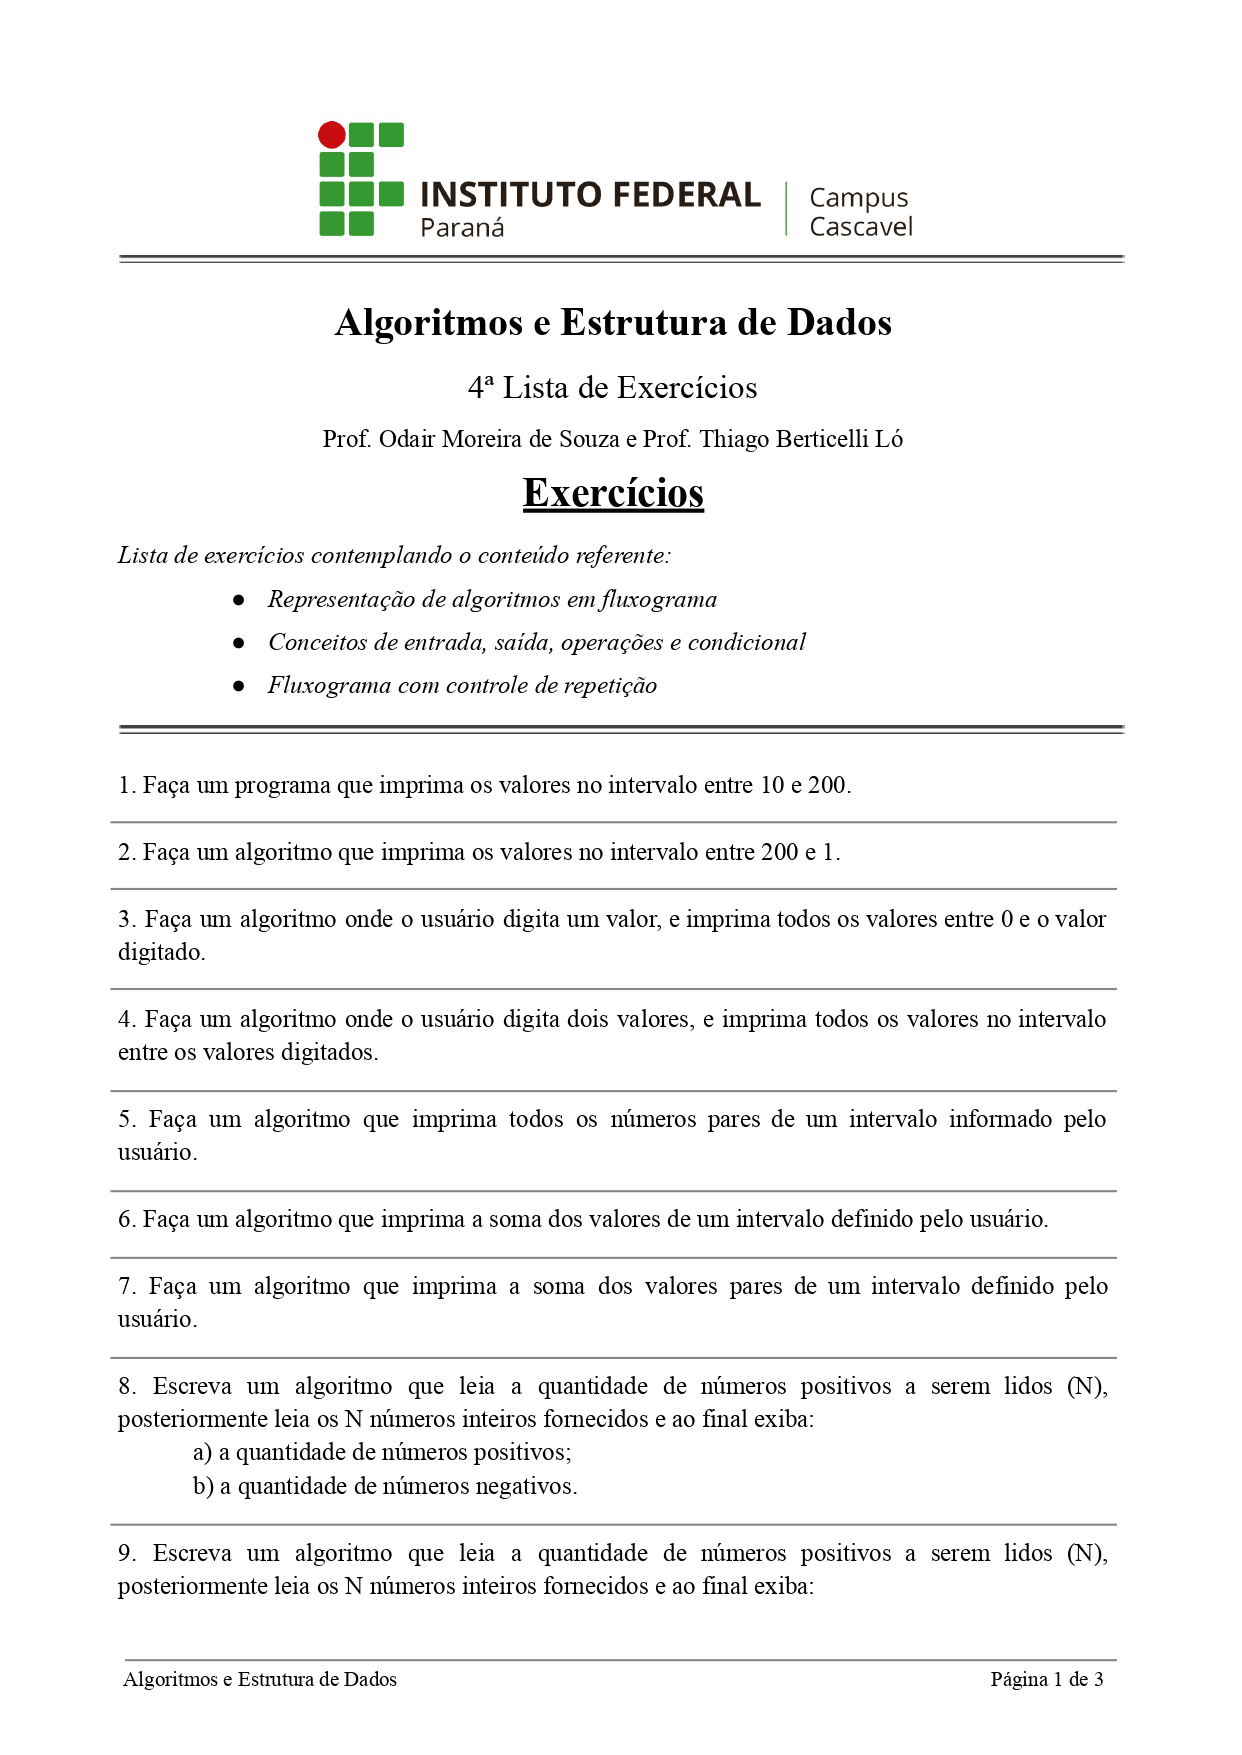 INSTITUTO FEDERAL
Paraná
Campus
Cascavel
Algoritmos e Estrutura de Dados
4ª Lista de Exercícios
Prof. Odair Moreira de Souza e Prof. Thiago Berticelli Ló
Exercícios
Lista de exercícios contemplando o conteúdo referente:
● Representação de algoritmos em fluxograma
● Conceitos de entrada, saída, operações e condicional
● Fluxograma com controle de repetição
1. Faça um programa que imprima os valores no intervalo entre 10 e 200.
2. Faça um algoritmo que imprima os valores no intervalo entre 200 e 1.
3. Faça um algoritmo onde o usuário digita um valor, e imprima todos os valores entre 0 e o valor
digitado.
4. Faça um algoritmo onde o usuário digita dois valores, e imprima todos os valores no intervalo
entre os valores digitados.
5. Faça um algoritmo que imprima todos os números pares de um intervalo informado pelo
usuário.
6. Faça um algoritmo que imprima a soma dos valores de um intervalo definido pelo usuário.
7. Faça um algoritmo que imprima a soma dos valores pares de um intervalo definido pelo
usuário.
8. Escreva um algoritmo que leia a quantidade de números positivos a serem lidos (N),
posteriormente leia os N números inteiros fornecidos e ao final exiba:
a) a quantidade de números positivos;
b) a quantidade de números negativos.
9. Escreva um algoritmo que leia a quantidade de números positivos a serem lidos (N),
posteriormente leia os N números inteiros fornecidos e ao final exiba:
Algoritmos e Estrutura de Dados Página 1 de 3